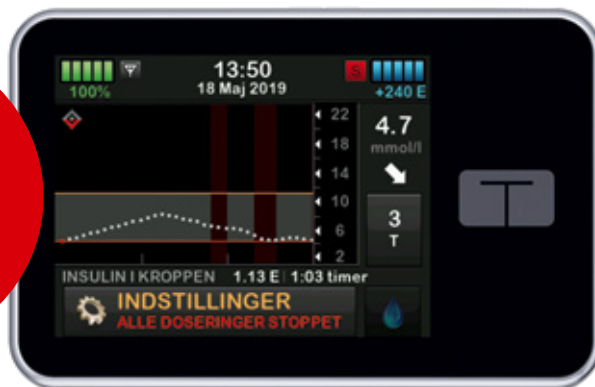 13:50
100%
18 Maj 2019
S
+240 E
22
18
14
10
6
2
4.7
mmol/l
3
T
INSULIN I KROPPEN 1.13 E | 1:03 timer
INDSTILLINGER
ALLE DOSERINGER STOPPET
T